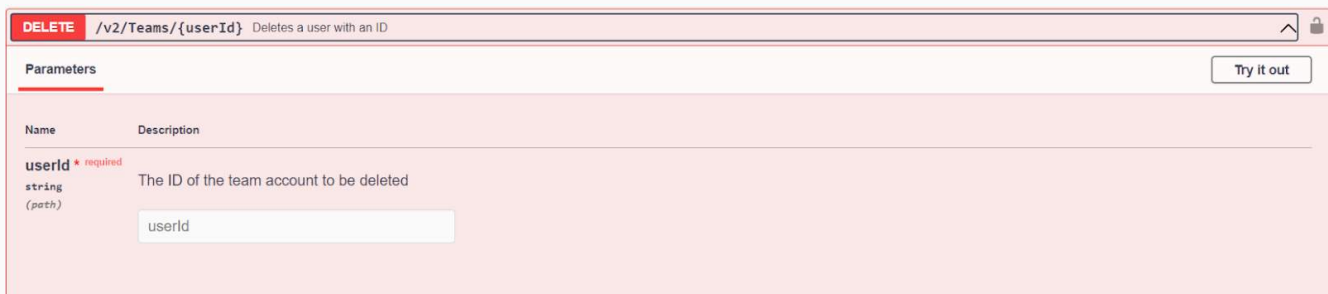 DELETE /v2/Teams/{userId} Deletes a user with an ID
Parameters
Try it out
Name Description
userId * required
string
(path)
The ID of the team account to be deleted
userId